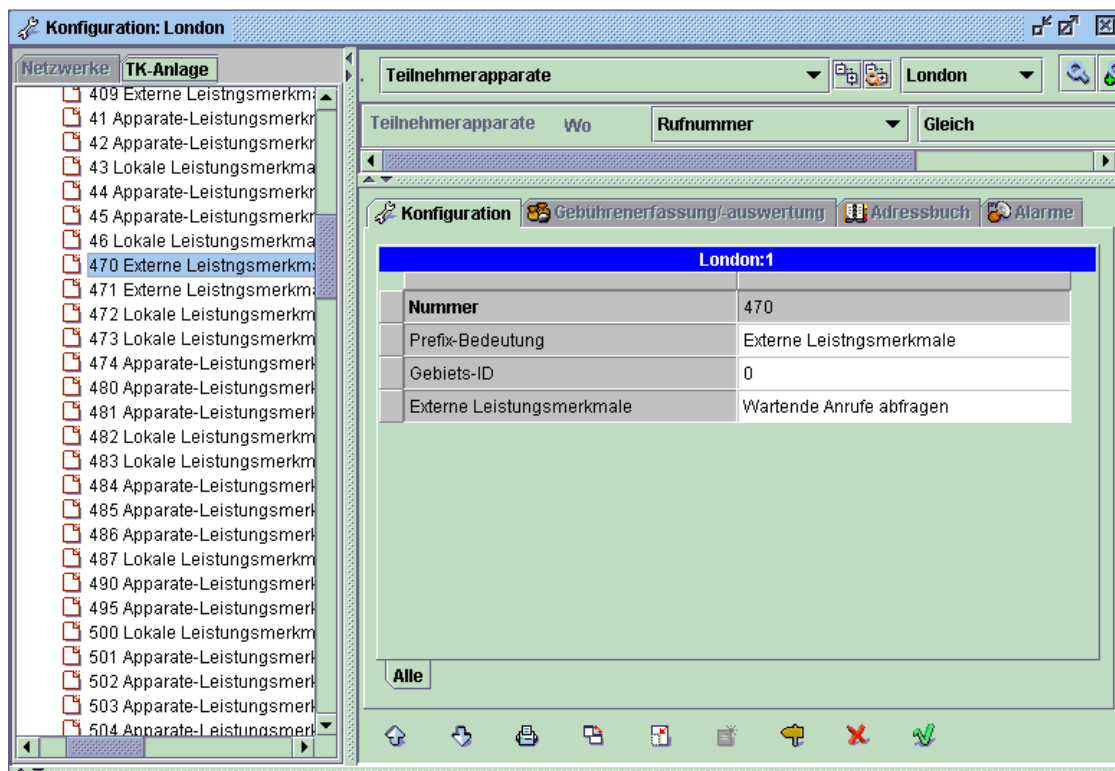 Konfiguration: London
Netzwerke TK-Anlage
409 Externe Leistngsmerkma
41 Apparate-Leistungsmerkr
42 Apparate-Leistungsmerkr
43 Lokale Leistungsmerkma
44 Apparate-Leistungsmerkr
45 Apparate-Leistungsmerkr
46 Lokale Leistungsmerkma
470 Externe Leistngsmerkma
471 Externe Leistngsmerkma
472 Lokale Leistungsmerkm
473 Lokale Leistungsmerkm
474 Apparate-Leistungsmerk
480 Apparate-Leistungsmerk
481 Apparate-Leistungsmerk
482 Lokale Leistungsmerkm
483 Lokale Leistungsmerkm
484 Apparate-Leistungsmerk
485 Apparate-Leistungsmerk
486 Apparate-Leistungsmerk
487 Lokale Leistungsmerkm
490 Apparate-Leistungsmerk
495 Apparate-Leistungsmerk
500 Lokale Leistungsmerkm
501 Apparate-Leistungsmerk
502 Apparate-Leistungsmerk
503 Apparate-Leistungsmerk
504 Apparate-Leistungsmerk
Teilnehmerapparate London
Teilnehmerapparate Wo Rufnummer Gleich
Konfiguration Gebührenerfassung/-auswertung Adressbuch Alarme
London:1
Nummer 470
Prefix-Bedeutung Externe Leistngsmerkmale
Gebiets-ID 0
Externe Leistungsmerkmale Wartende Anrufe abfragen
Alle